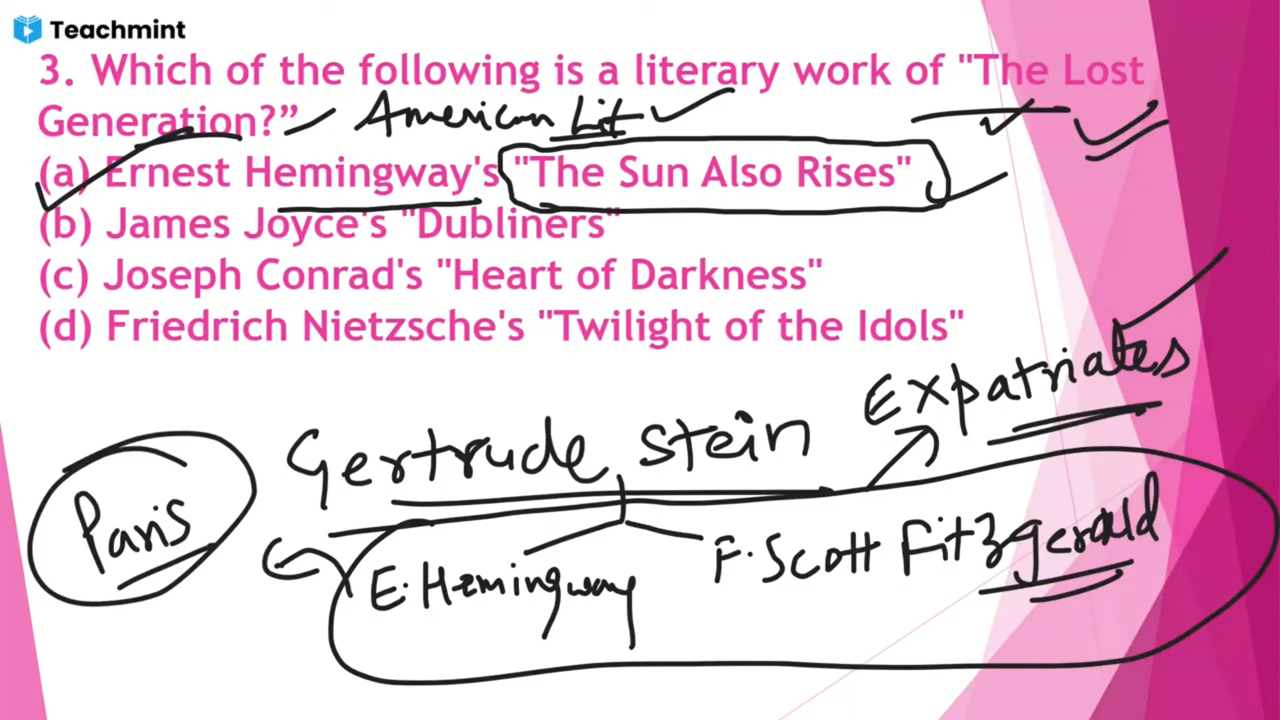 Teachmint
3. Which of the following is a literary work of "The Lost
Generation?”
American Lit
(a) Ernest Hemingway's "The Sun Also Rises"
(b) James Joyce's "Dubliners"
(c) Joseph Conrad's "Heart of Darkness"
(d) Friedrich Nietzsche's "Twilight of the Idols"
Expatriates
Gertrude stein
Paris
E. Hemingway
F. Scott Fitzgerald